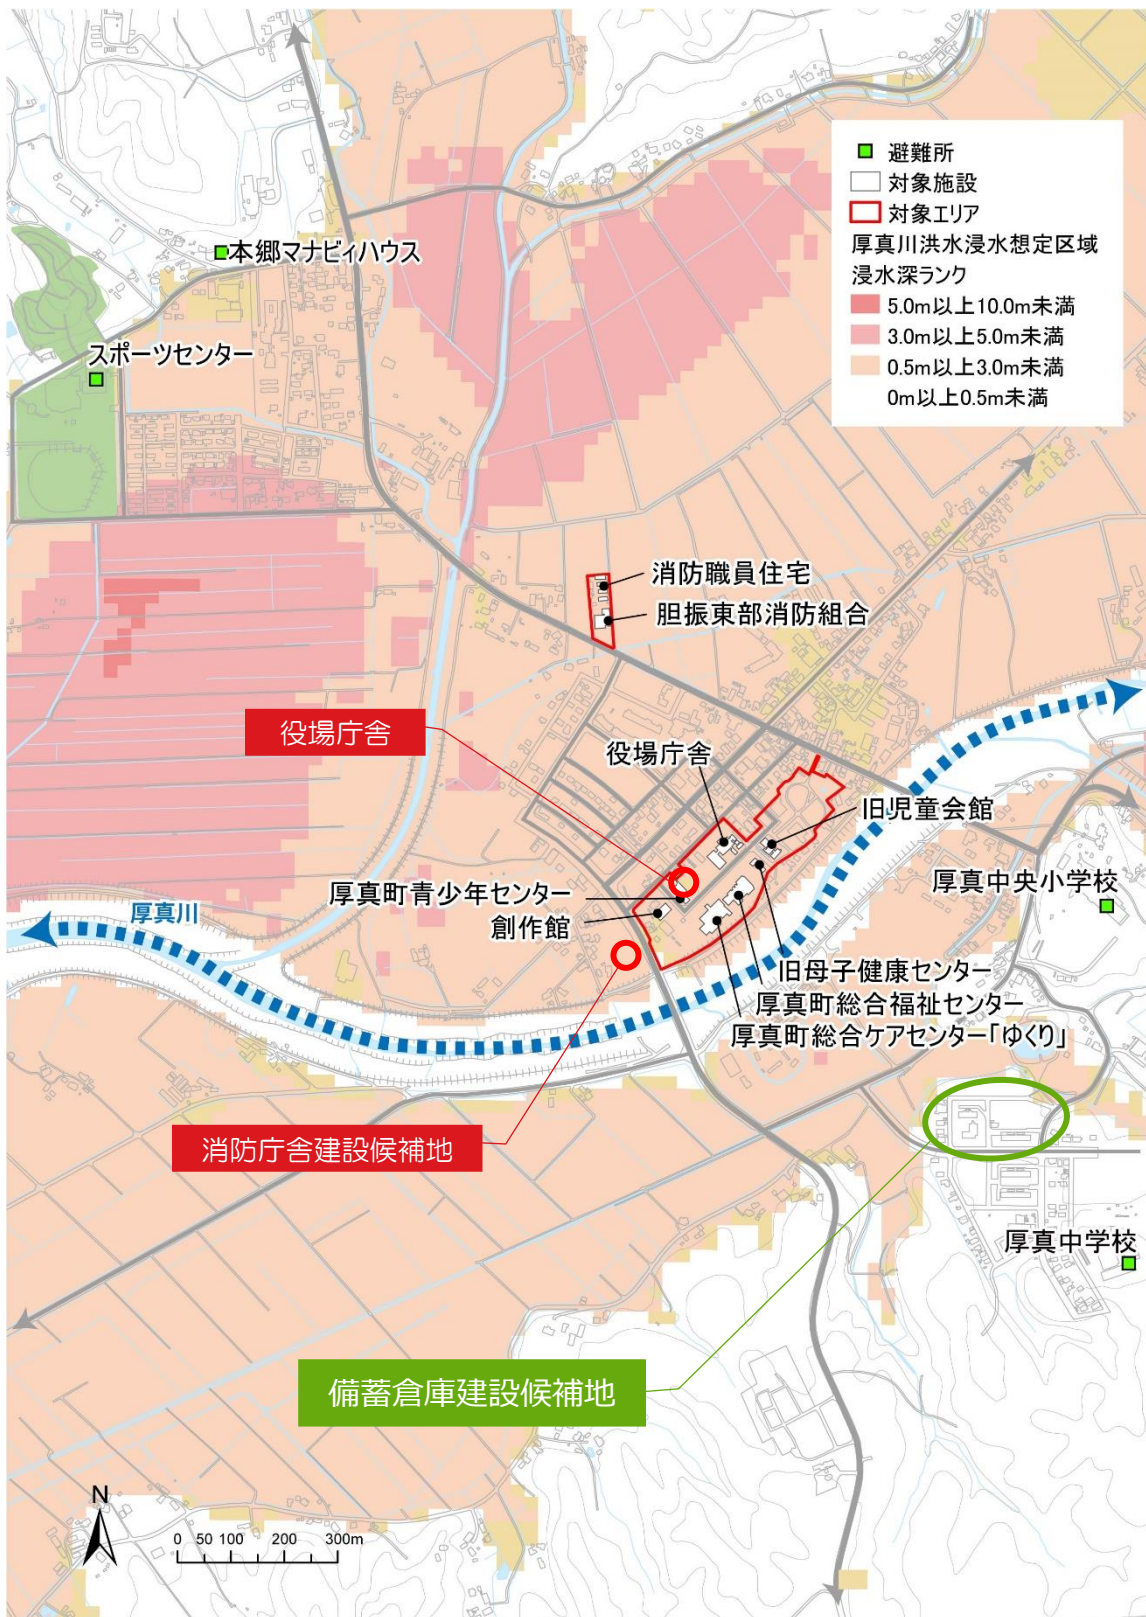 避難所
対象施設
対象エリア
厚真川洪水浸水想定区域
浸水深ランク
5.0m以上10.0m未満
3.0m以上5.0m未満
0.5m以上3.0m未満
0m以上0.5m未満
本郷マナビィハウス
スポーツセンター
消防職員住宅
胆振東部消防組合
役場庁舎
役場庁舎
旧児童会館
厚真町青少年センター
創作館
厚真中央小学校
厚真川
旧母子健康センター
厚真町総合福祉センター
厚真町総合ケアセンター「ゆくり」
消防庁舎建設候補地
厚真中学校
備蓄倉庫建設候補地
N
0 50 100 200 300m